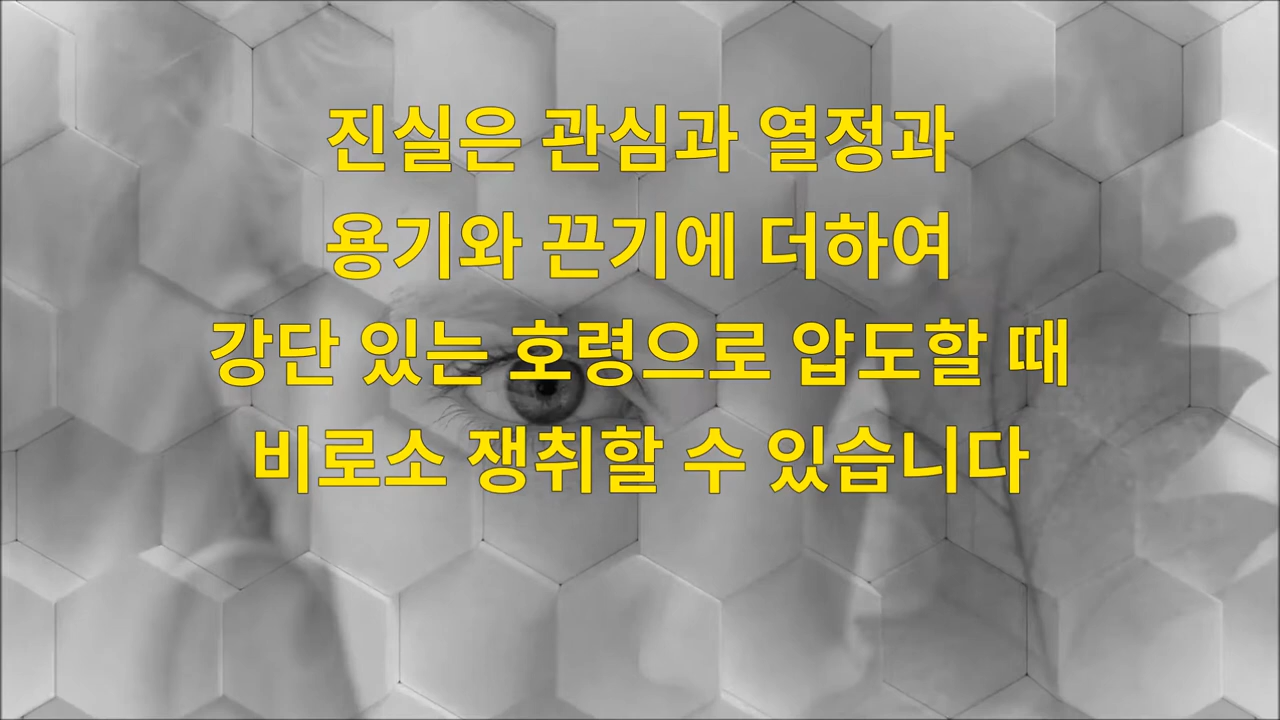 진실은 관심과 열정과
용기와 끈기에 더하여
강단 있는 호령으로 압도할 때
비로소 쟁취할 수 있습니다